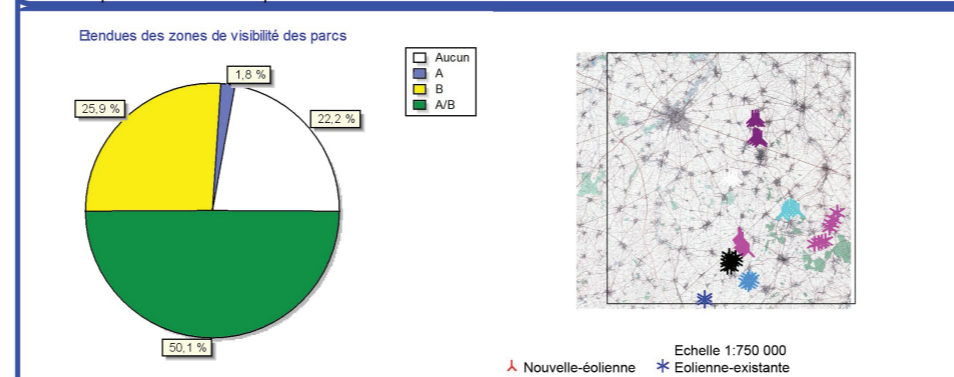 Etendues des zones de visibilité des parcs
Aucun
A
B
A/B
1,8 %
25,9 %
22,2 %
50,1 %
Echelle 1:750 000
Nouvelle-éolienne
Eolienne-existante